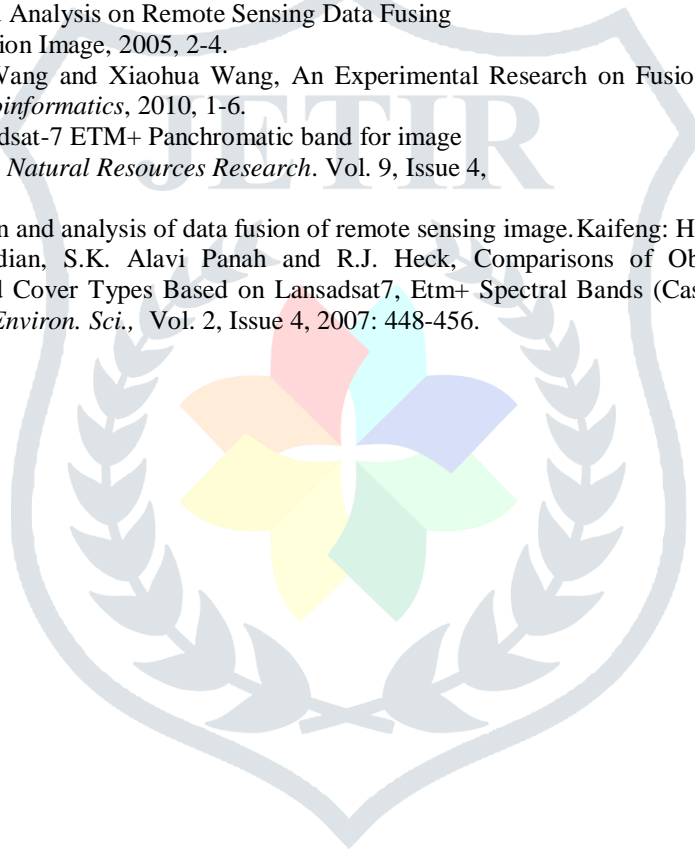 Analysis on Remote Sensing Data Fusing
ion Image, 2005, 2-4.
Wang and Xiaohua Wang, An Experimental Research on Fusio
oinformatics, 2010, 1-6.
dsat-7 ETM+ Panchromatic band for image
Natural Resources Research. Vol. 9, Issue 4,
JETIR
n and analysis of data fusion of remote sensing image.Kaifeng: H
dian, S.K. Alavi Panah and R.J. Heck, Comparisons of Ob
d Cover Types Based on Lansadsat7, Etm+ Spectral Bands (Cas
Environ. Sci., Vol. 2, Issue 4, 2007: 448-456.